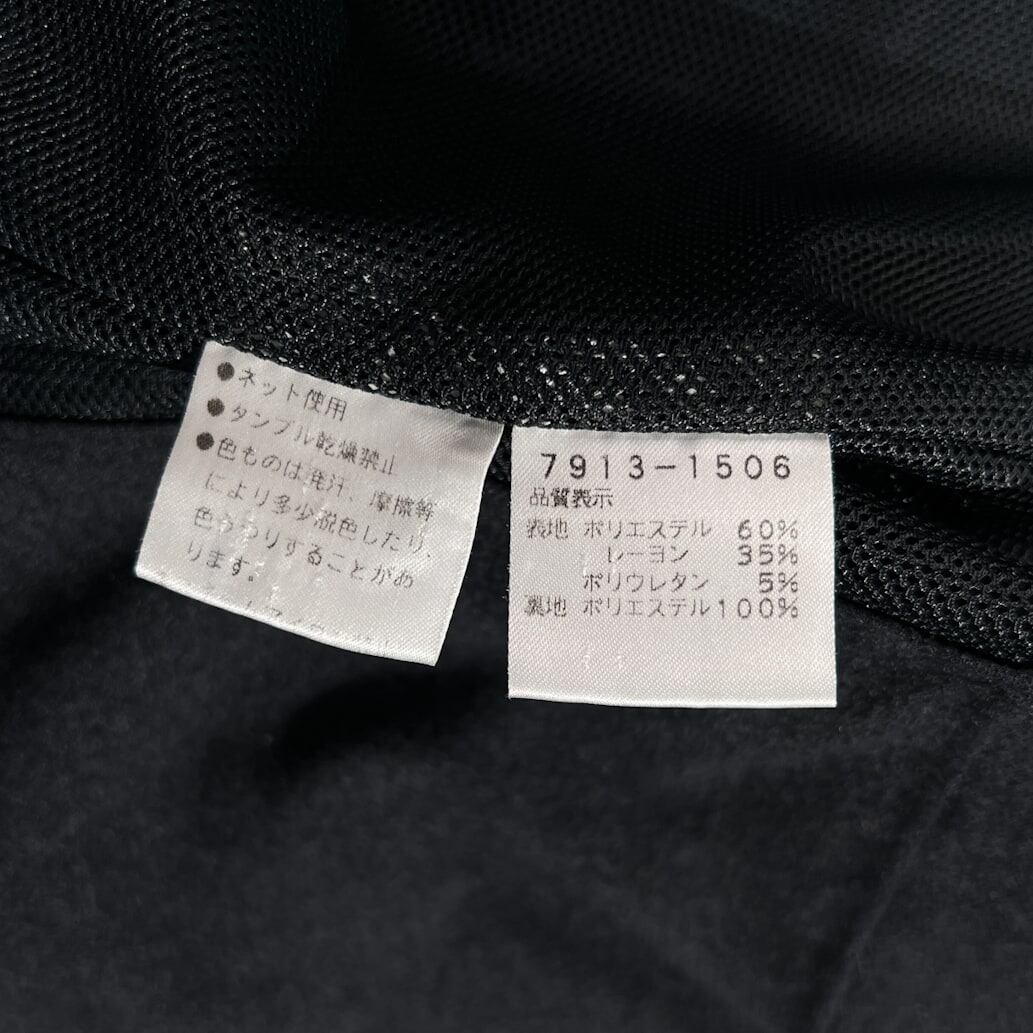 ●ネット使用
●タンブル乾燥禁止
●色ものは発汗、摩擦等
により多少脱色したり、
色うつりすることがあ
ります。
7913-1506
品質表示
表地 ポリエステル 60%
レーヨン 35%
ポリウレタン 5%
裏地 ポリエステル 100%